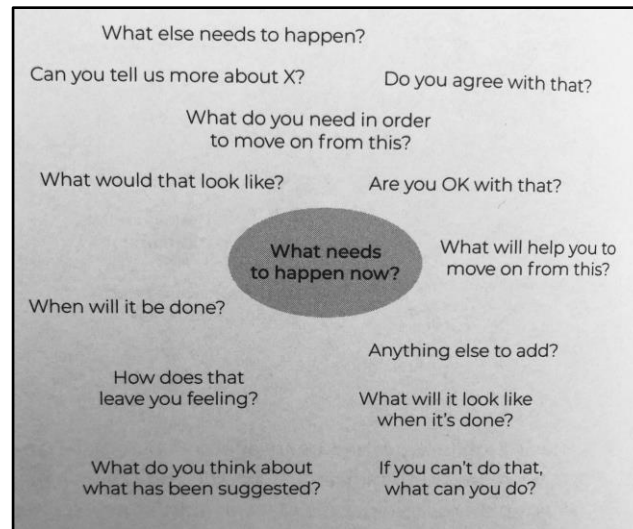 What else needs to happen?
Can you tell us more about X?
Do you agree with that?
What do you need in order
to move on from this?
What would that look like?
Are you OK with that?
What needs
to happen now?
What will help you to
move on from this?
When will it be done?
Anything else to add?
How does that
leave you feeling?
What will it look like
when it's done?
What do you think about
what has been suggested?
If you can't do that,
what can you do?